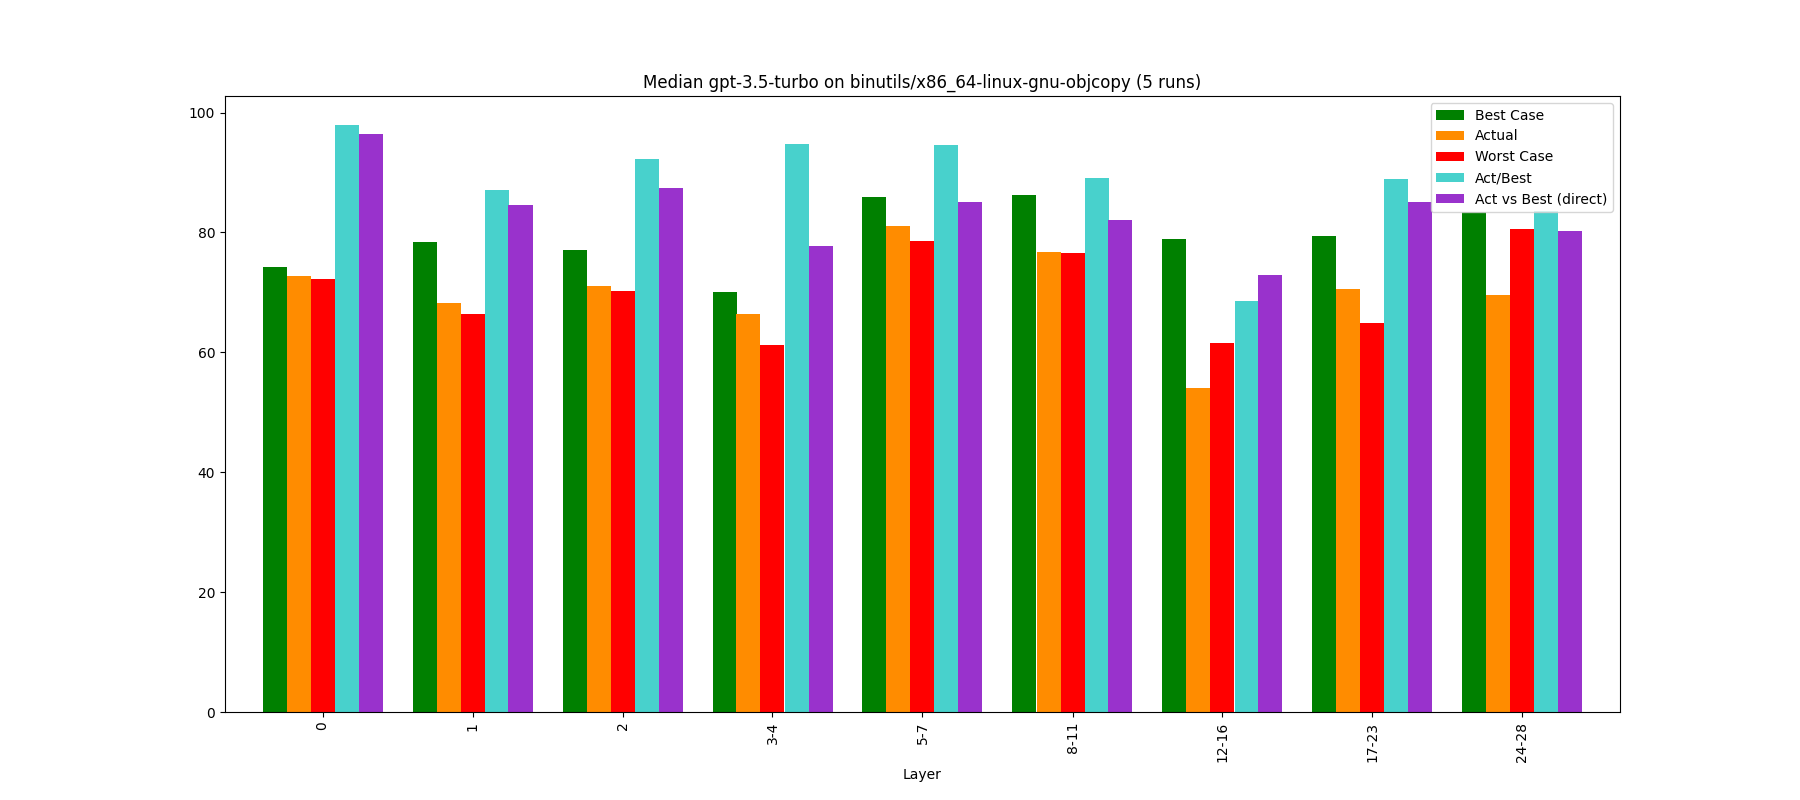 Median gpt-3.5-turbo on binutils/x86_64-linux-gnu-objcopy (5 runs)
100
80
60
40
20
0
Best Case
Actual
Worst Case
Act/Best
Act vs Best (direct)
0
1
2
3-4
5-7
8-11
12-16
17-23
24-28
Layer